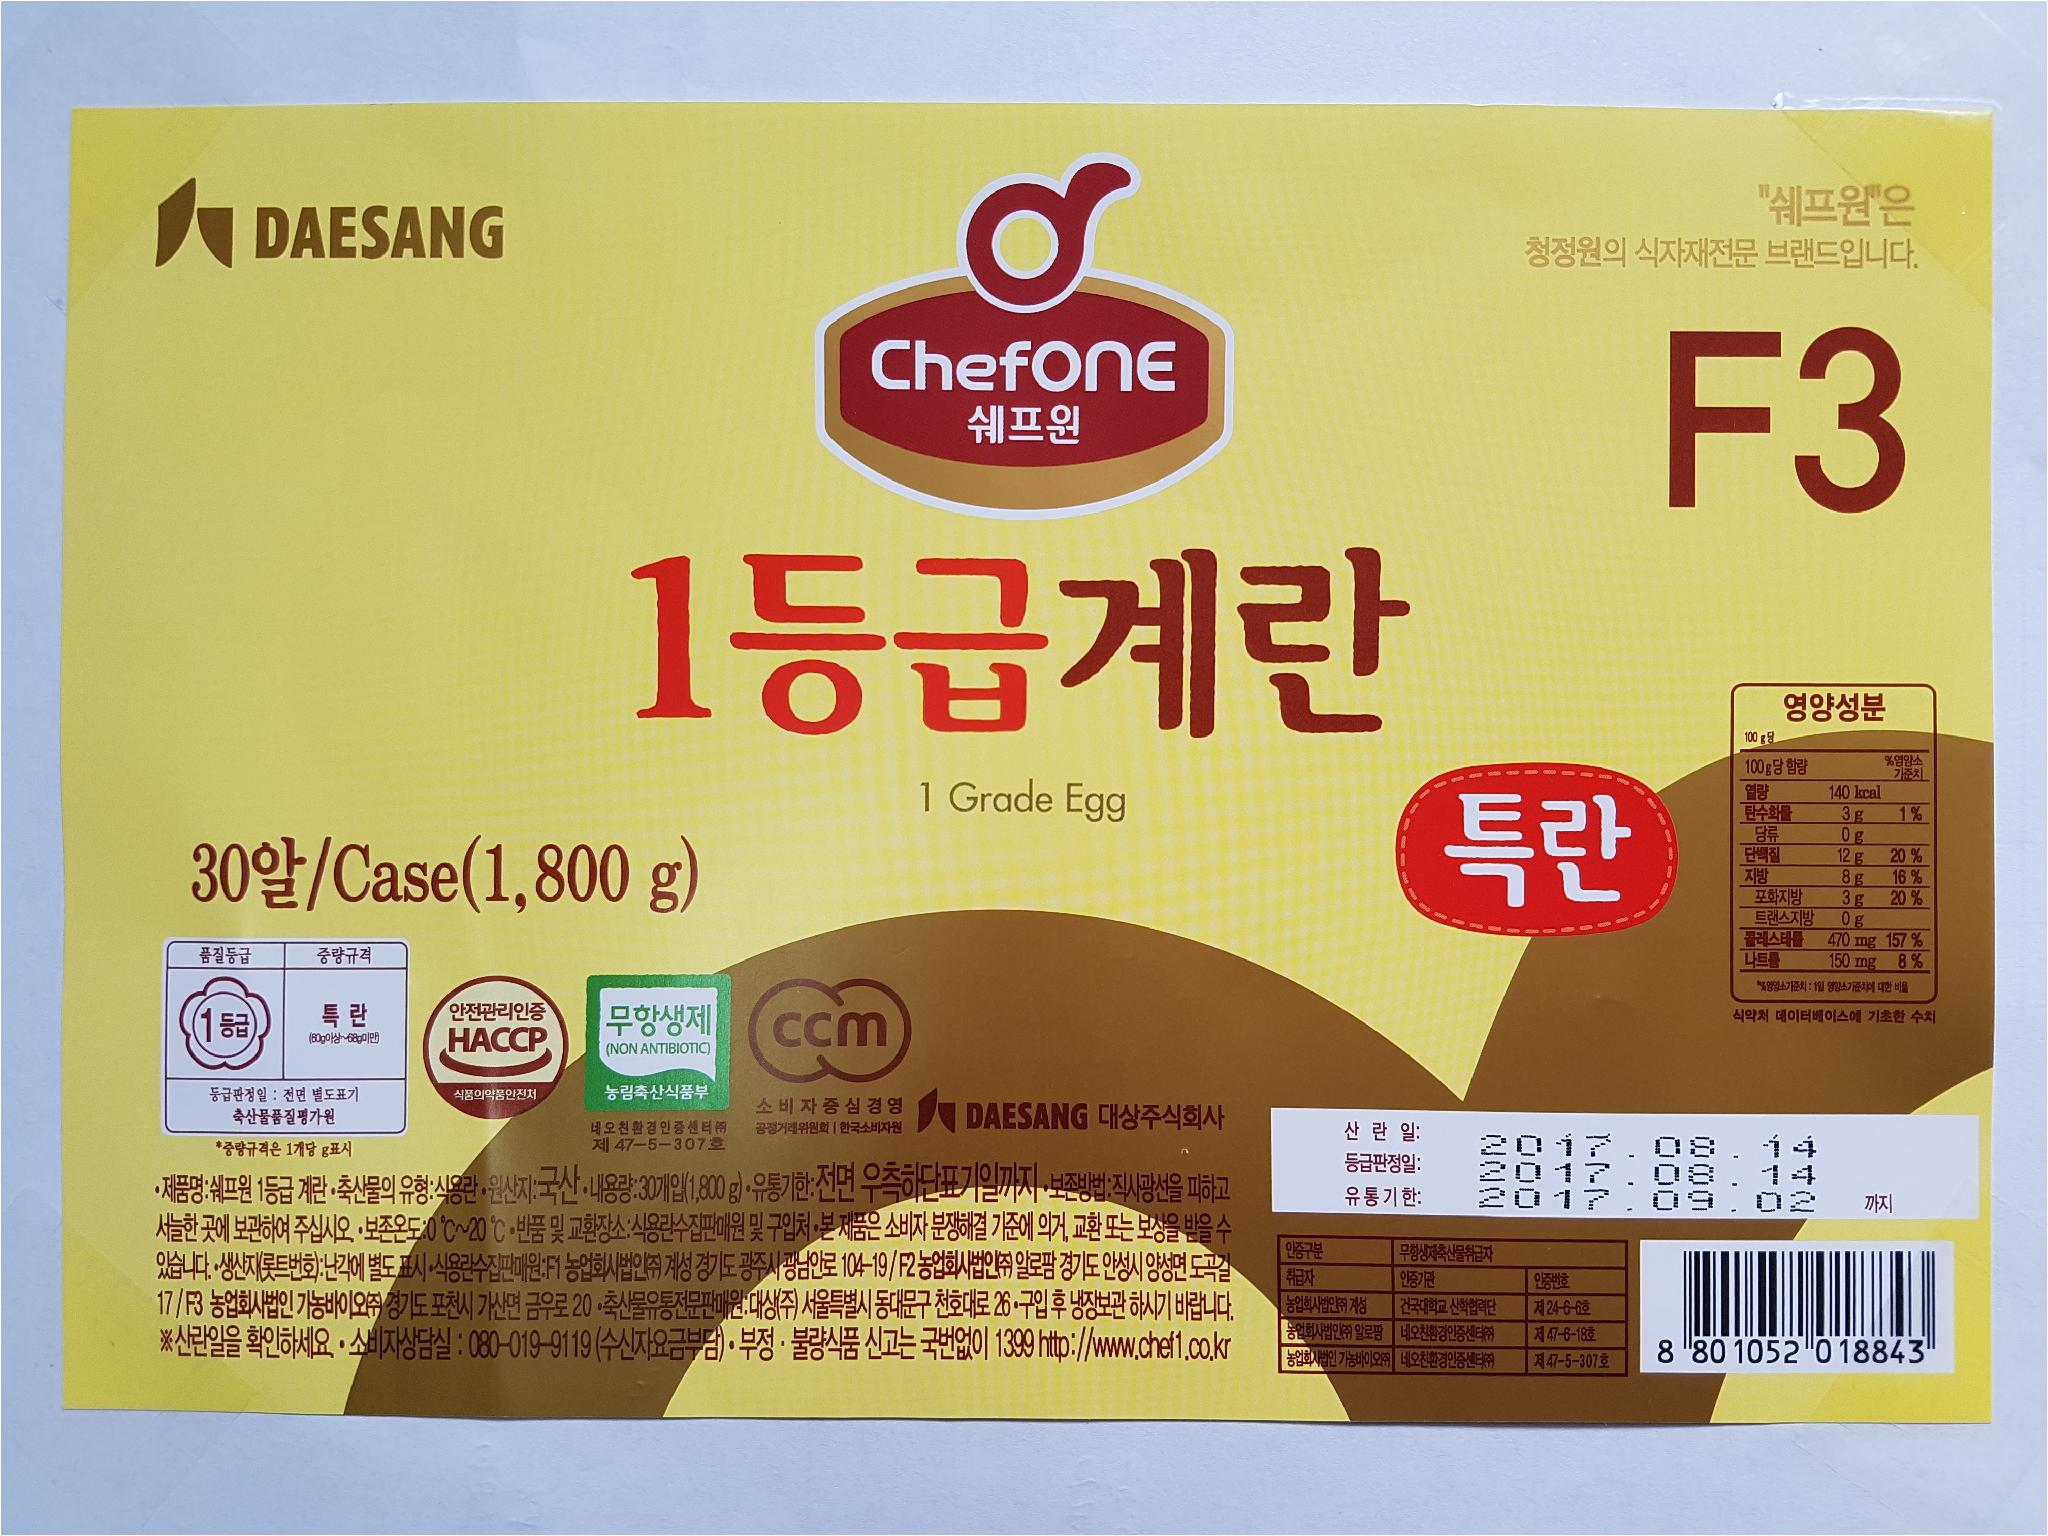 DAESANG
ChefONE
쉐프원
"쉐프원"은
청정원의 식자재전문 브랜드입니다.
F3
1등급계란
1 Grade Egg
특란
30알/Case(1,800 g)
영양성분
100 g당
100 g당 함량 %영양소 기준치
열량 140 kcal
탄수화물 3 g 1 %
당류 0 g
단백질 12 g 20 %
지방 8 g 16 %
포화지방 3 g 20 %
트랜스지방 0 g
콜레스테롤 470 mg 157 %
나트륨 150 mg 8 %
*%영양소기준치 : 1일 영양소기준치에 대한 비율
식약처 데이터베이스에 기초한 수치
품질등급 중량규격
1등급 특 란
(60g이상~68g미만)
등급판정일 : 전면 별도표기
축산물품질평가원
*중량규격은 1개당 g표시
안전관리인증
HACCP
식품의약품안전처
무항생제
(NON ANTIBIOTIC)
농림축산식품부
네오친환경인증센터㈜
제 47-5-307호
ccm
소비자중심경영
공정거래위원회 | 한국소비자원
DAESANG 대상주식회사
•제품명:쉐프원 1등급 계란 •축산물의 유형:식용란 •원산지:국산 •내용량:30개입(1,800 g) •유통기한:전면 우측하단표기일까지 •보존방법:직사광선을 피하고
서늘한 곳에 보관하여 주십시오. •보존온도:0 ℃~20 ℃ •반품 및 교환장소:식용란수집판매원 및 구입처 •본 제품은 소비자 분쟁해결 기준에 의거, 교환 또는 보상을 받을 수
있습니다. •생산지(롯트번호):난각에 별도 표시 •식용란수집판매원:F1 농업회사법인㈜ 계성 경기도 광주시 광남안로 104-19 / F2 농업회사법인㈜ 알로팜 경기도 안성시 양성면 도곡길
17 / F3 농업회사법인 가농바이오㈜ 경기도 포천시 가산면 금우로 20 •축산물유통전문판매원:대상(주) 서울특별시 동대문구 천호대로 26 •구입 후 냉장보관 하시기 바랍니다.
※산란일을 확인하세요. • 소비자상담실 : 080-019-9119 (수신자요금부담) • 부정 · 불량식품 신고는 국번없이 1399 http://www.chef1.co.kr
산 란 일: 2017. 08. 14
등급판정일: 2017. 08. 14
유통기한: 2017. 09. 02 까지
인증구분 무항생제축산물취급자
취급자 인증기관 인증번호
농업회사법인㈜ 계성 건국대학교 산학협력단 제 24-6-6호
농업회사법인㈜ 알로팜 네오친환경인증센터㈜ 제 47-6-18호
농업회사법인 가농바이오㈜ 네오친환경인증센터㈜ 제 47-5-307호
8 801052 018843